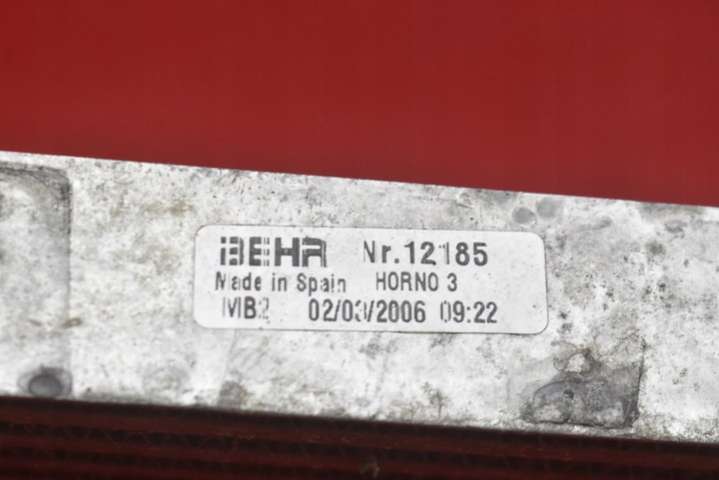 BEHR Nr.12185
Made in Spain HORNO 3
MB2 02/03/2006 09:22